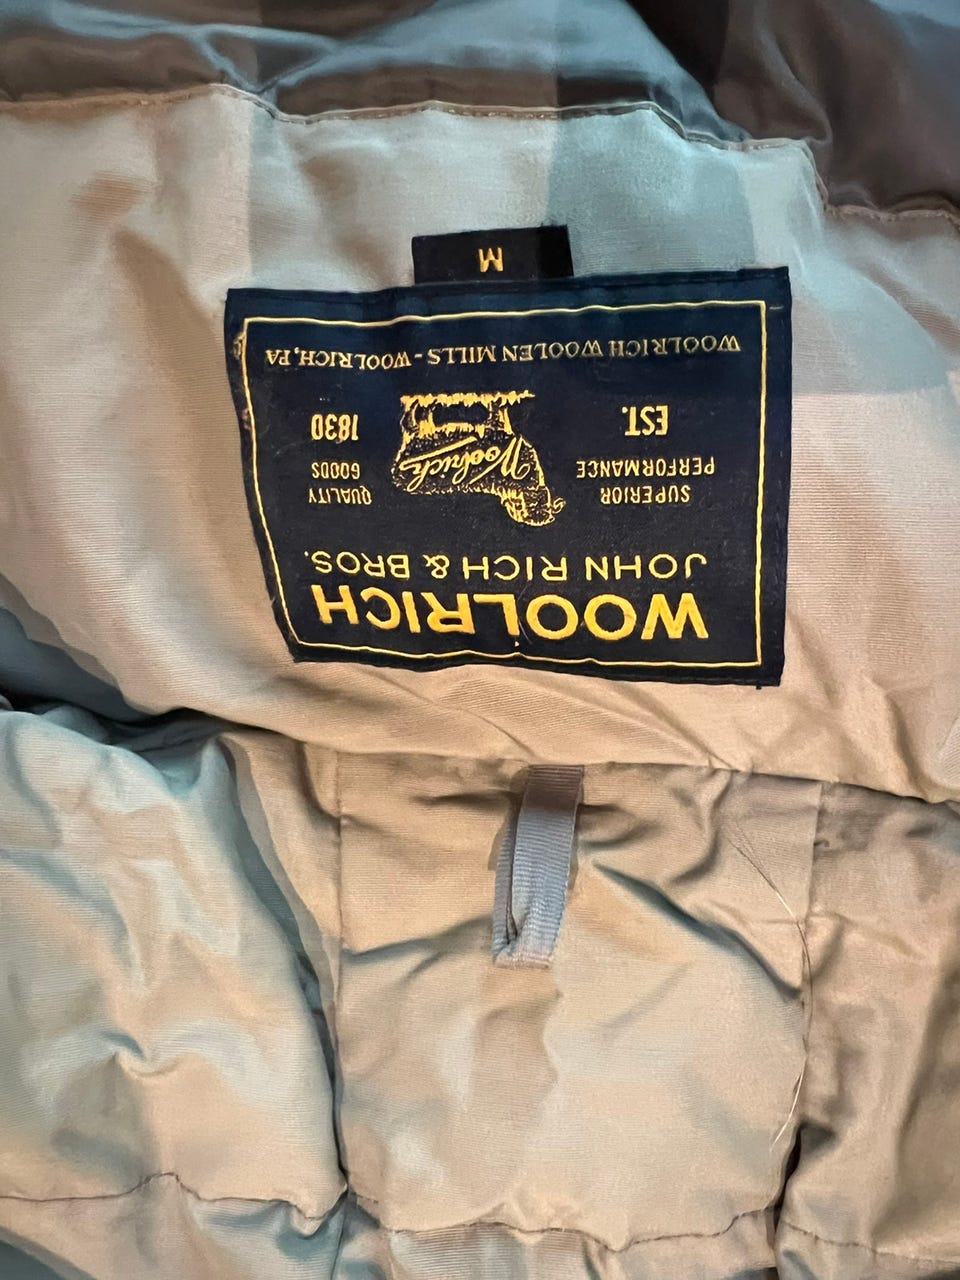 WOOLRICH
JOHN RICH & BROS.
SUPERIOR
PERFORMANCE
EST.
Woolrich
QUALITY
GOODS
1830
WOOLRICH WOOLEN MILLS - WOOLRICH, PA
M